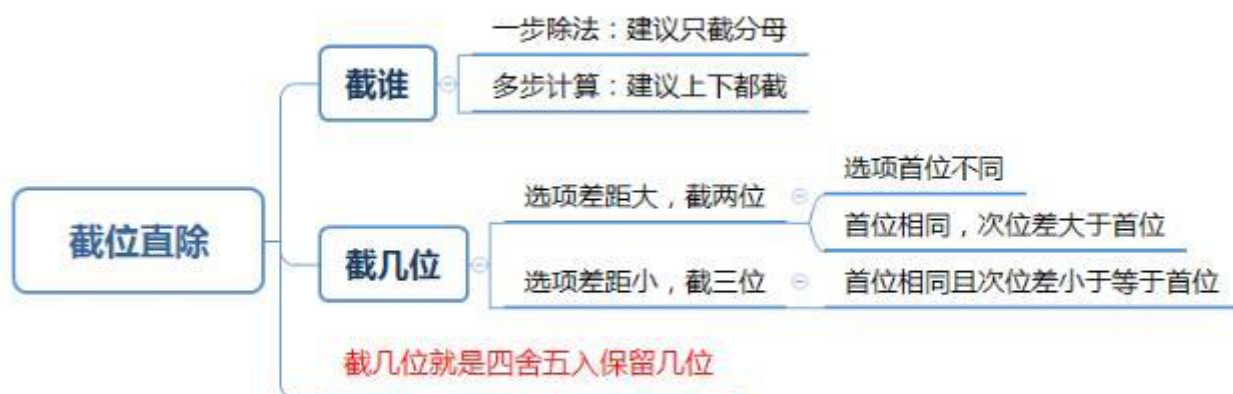 截位直除
截谁
一步除法：建议只截分母
多步计算：建议上下都截
截几位
选项差距大，截两位
选项首位不同
首位相同，次位差大于首位
选项差距小，截三位
首位相同且次位差小于等于首位
截几位就是四舍五入保留几位